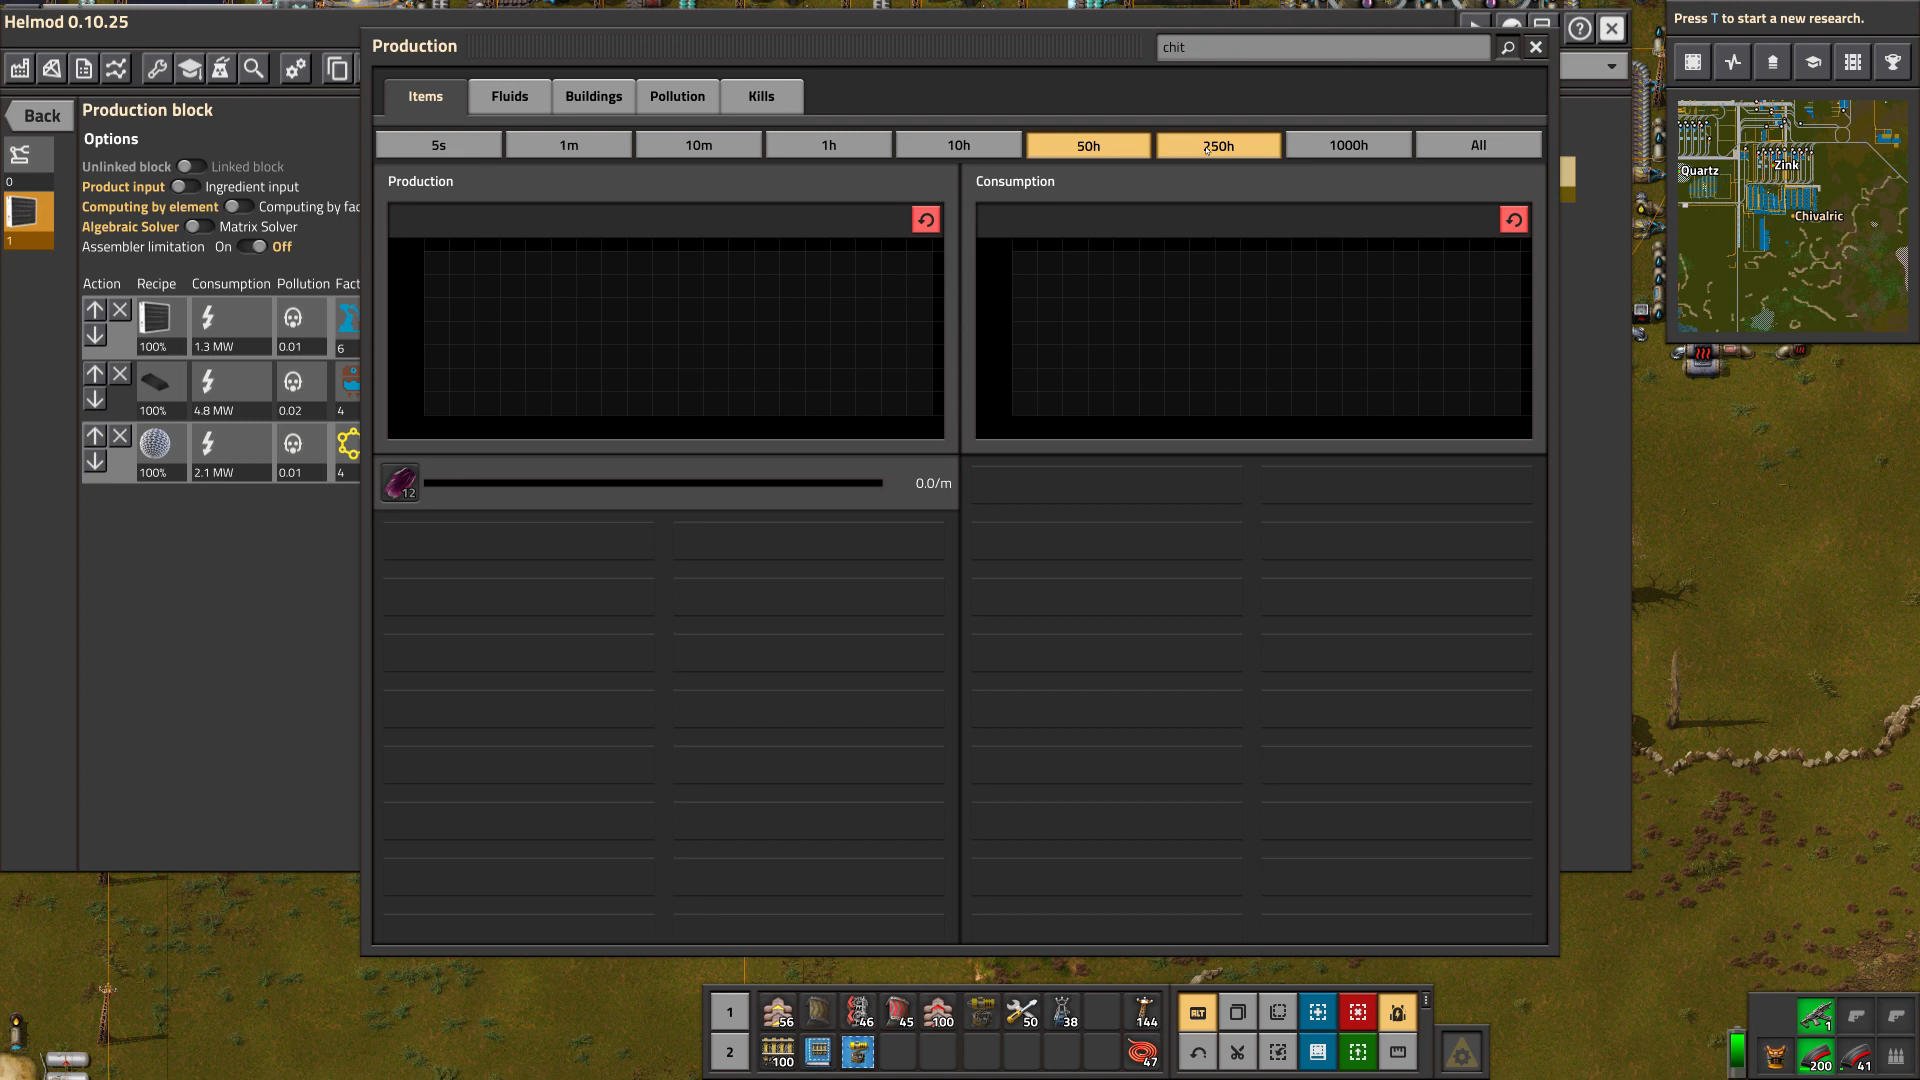 Helmod 0.10.25
Back
0
1
Production block
Options
Unlinked block Linked block
Product input Ingredient input
Computing by element Computing by fac
Algebraic Solver Matrix Solver
Assembler limitation On Off
Action Recipe Consumption Pollution Fact
100% 1.3 MW 0.01 6
100% 4.8 MW 0.02 4
100% 2.1 MW 0.01 4
Production
chit
Items Fluids Buildings Pollution Kills
5s 1m 10m 1h 10h 50h 250h 1000h All
Production
Consumption
12
0.0/m
Press T to start a new research.
Quartz
Zink
Chivalric
1 56 46 45 100 50 38 144
2 100 47
ALT
1
200 41